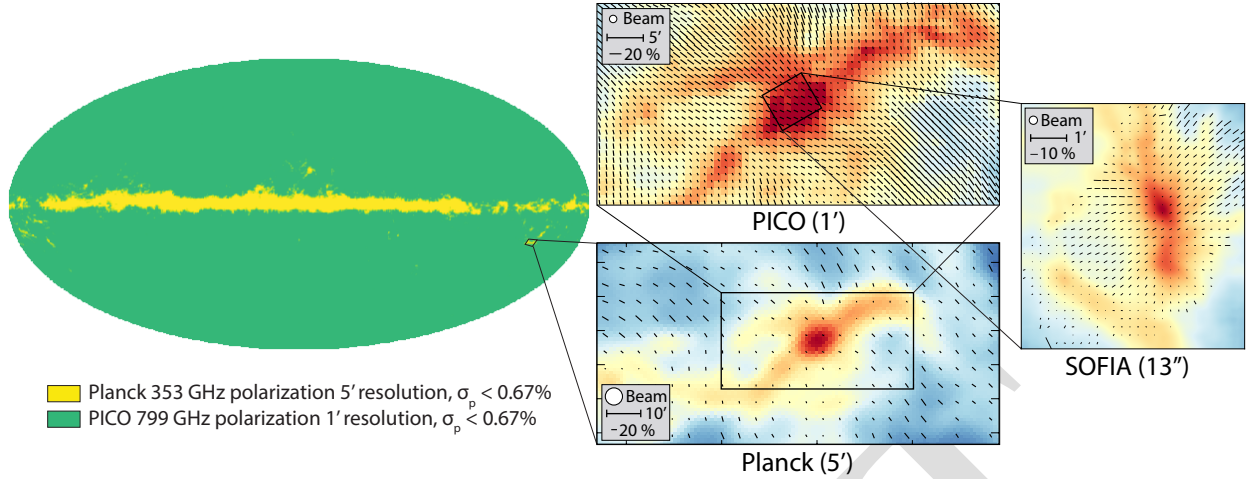 Beam
5′
—20 %
PICO (1′)
Beam
1′
–10 %
SOFIA (13″)
Beam
10′
-20 %
Planck (5′)
Planck 353 GHz polarization 5′ resolution, σp < 0.67%
PICO 799 GHz polarization 1′ resolution, σp < 0.67%